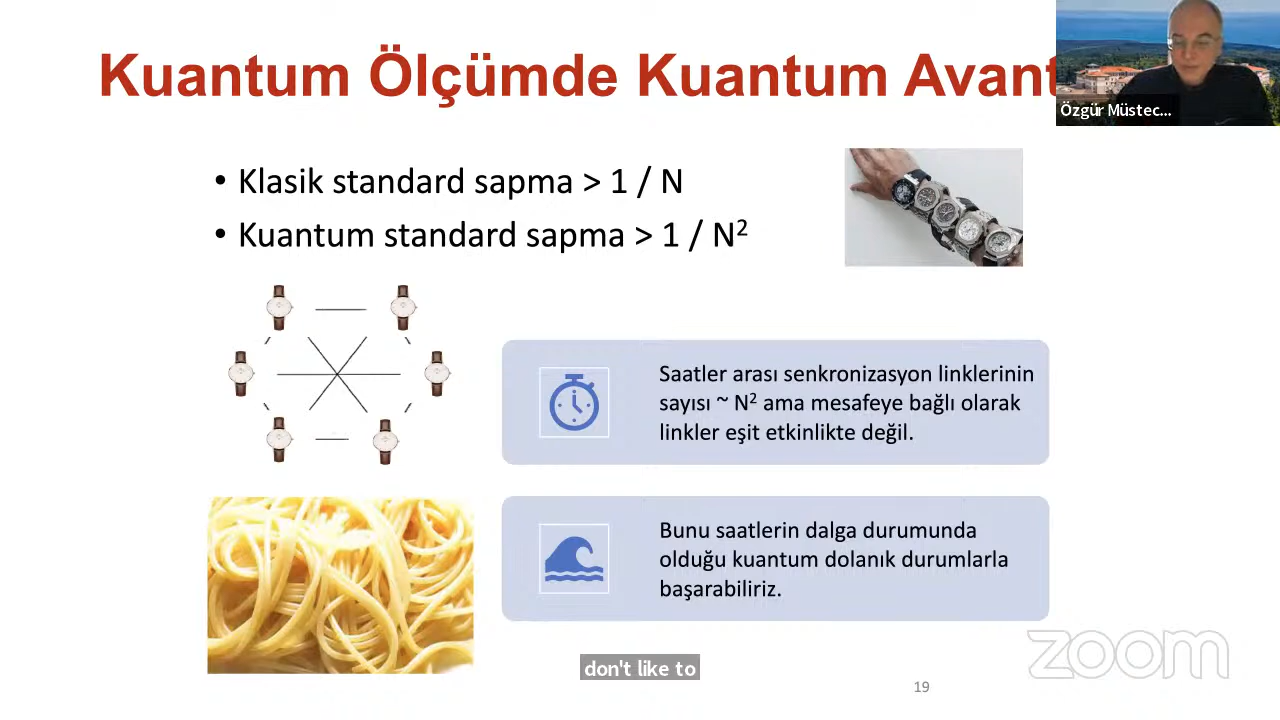 Kuantum Ölçümde Kuantum Avant
Özgür Müstec...
• Klasik standard sapma > 1 / N
• Kuantum standard sapma > 1 / N²
Saatler arası senkronizasyon linklerinin
sayısı ~ N² ama mesafeye bağlı olarak
linkler eşit etkinlikte değil.
Bunu saatlerin dalga durumunda
olduğu kuantum dolanık durumlarla
başarabiliriz.
don't like to
zoom
19